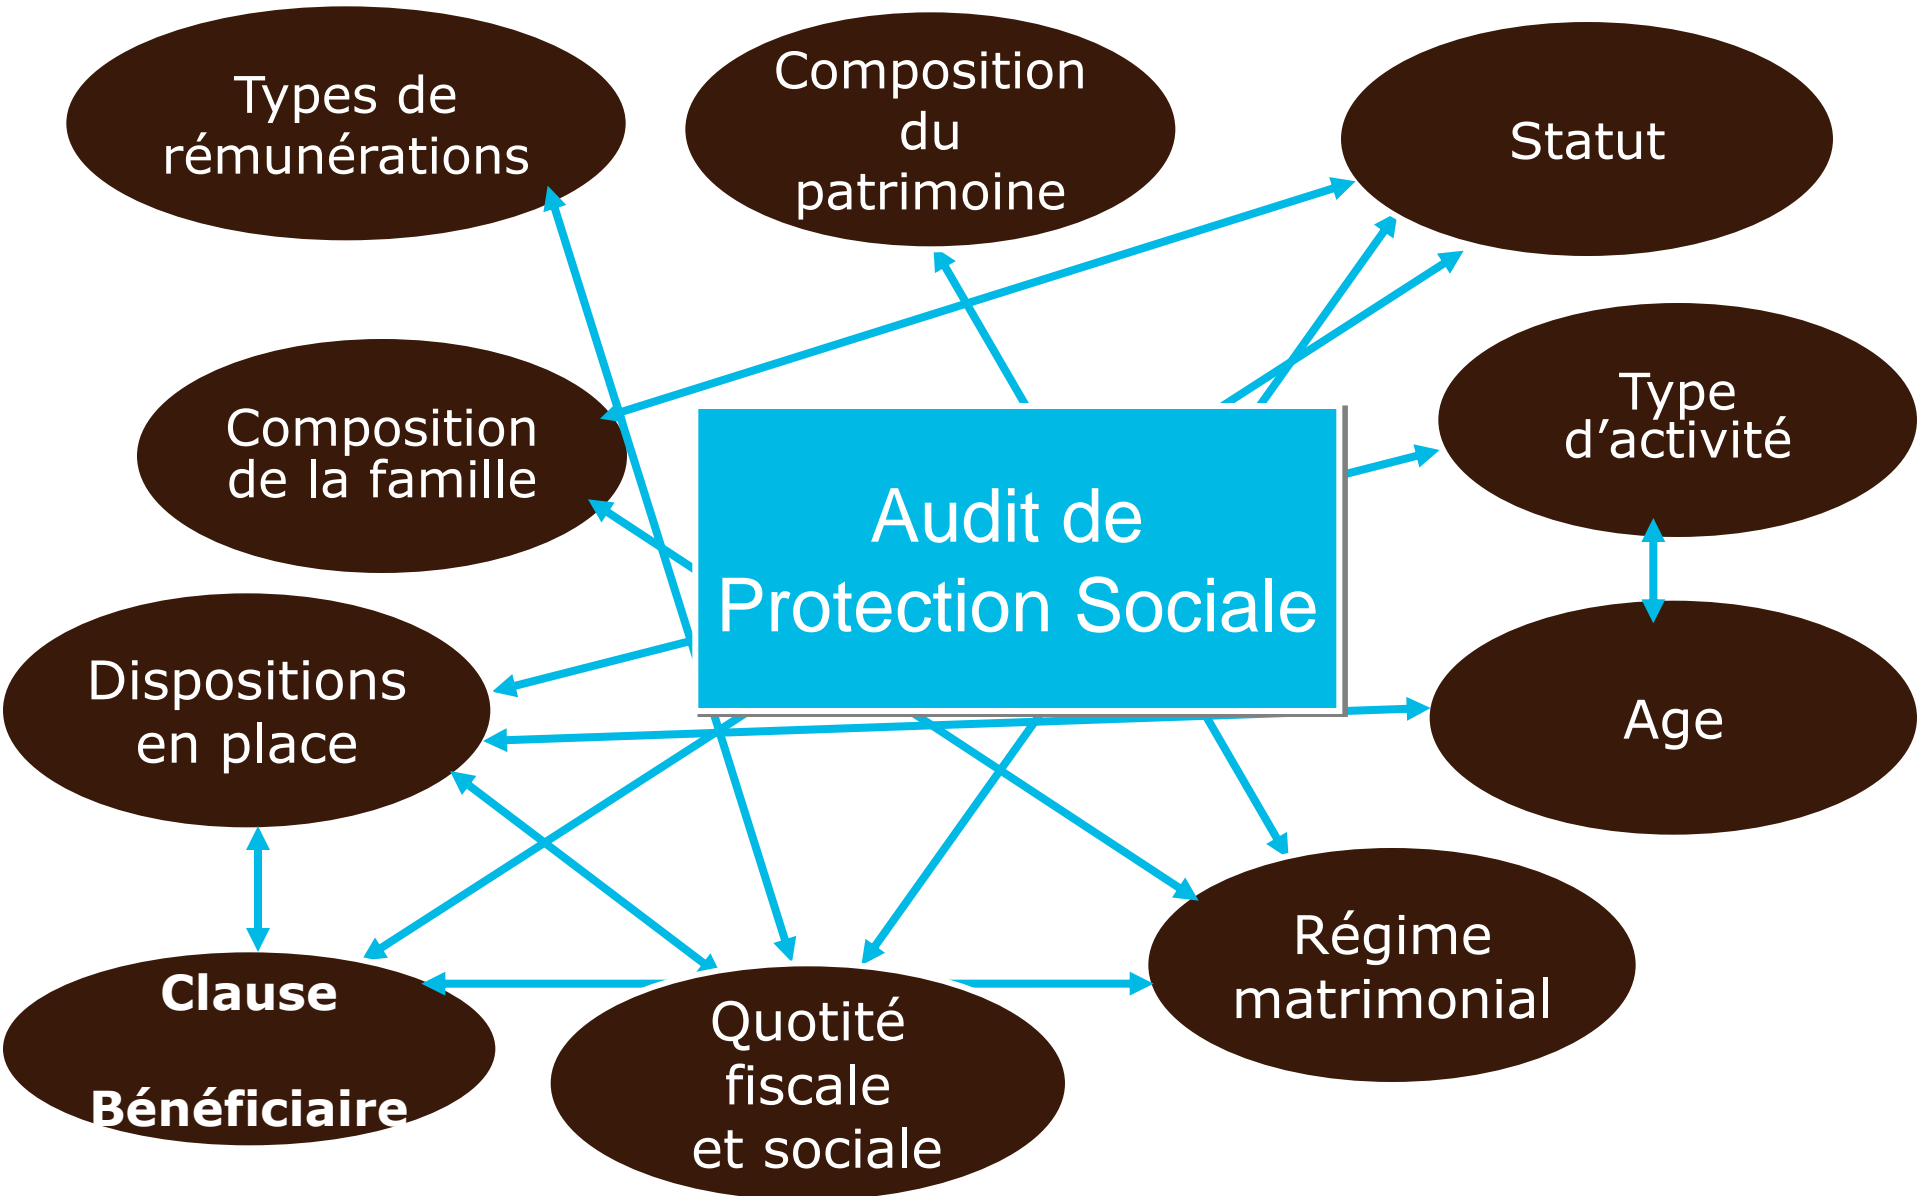 Types de
rémunérations
Composition
du
patrimoine
Statut
Composition
de la famille
Type
d’activité
Audit de
Protection Sociale
Dispositions
en place
Age
Clause
Bénéficiaire
Quotité
fiscale
et sociale
Régime
matrimonial